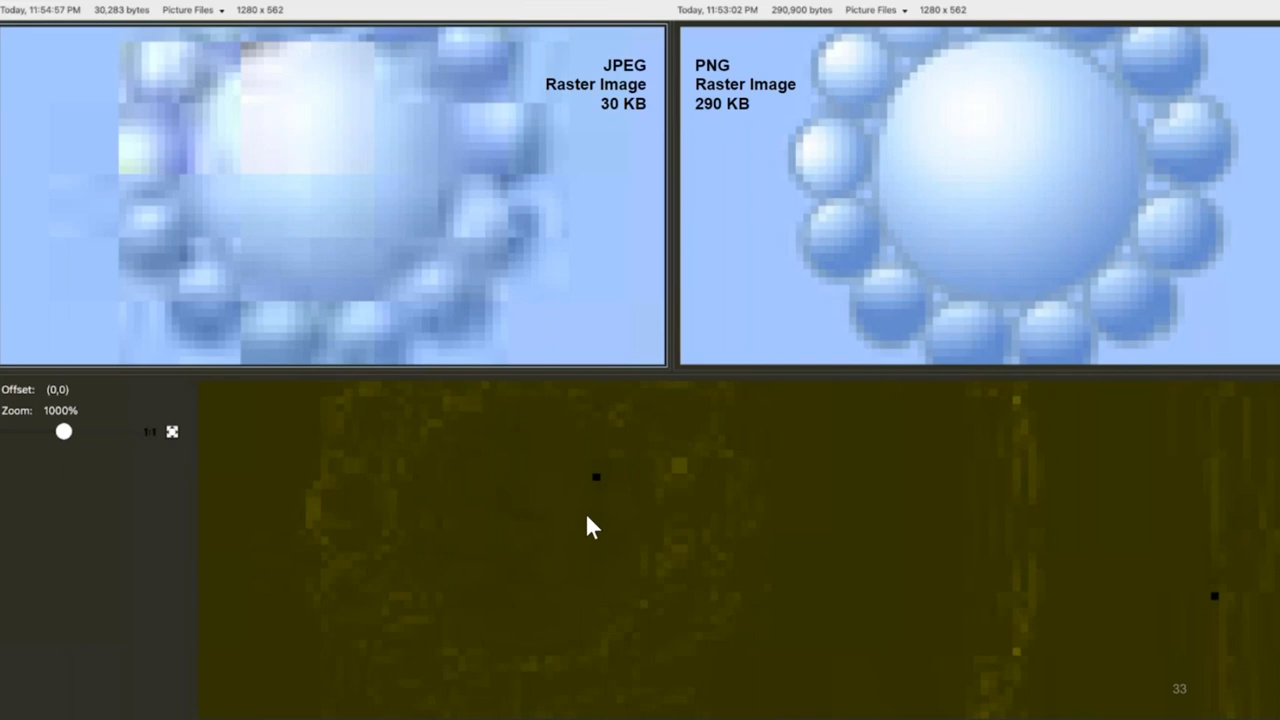 Today, 11:54:57 PM 30,283 bytes Picture Files 1280 x 562
Today, 11:53:02 PM 290,900 bytes Picture Files 1280 x 562
JPEG
Raster Image
30 KB
PNG
Raster Image
290 KB
Offset: (0,0)
Zoom: 1000%
1:1
33